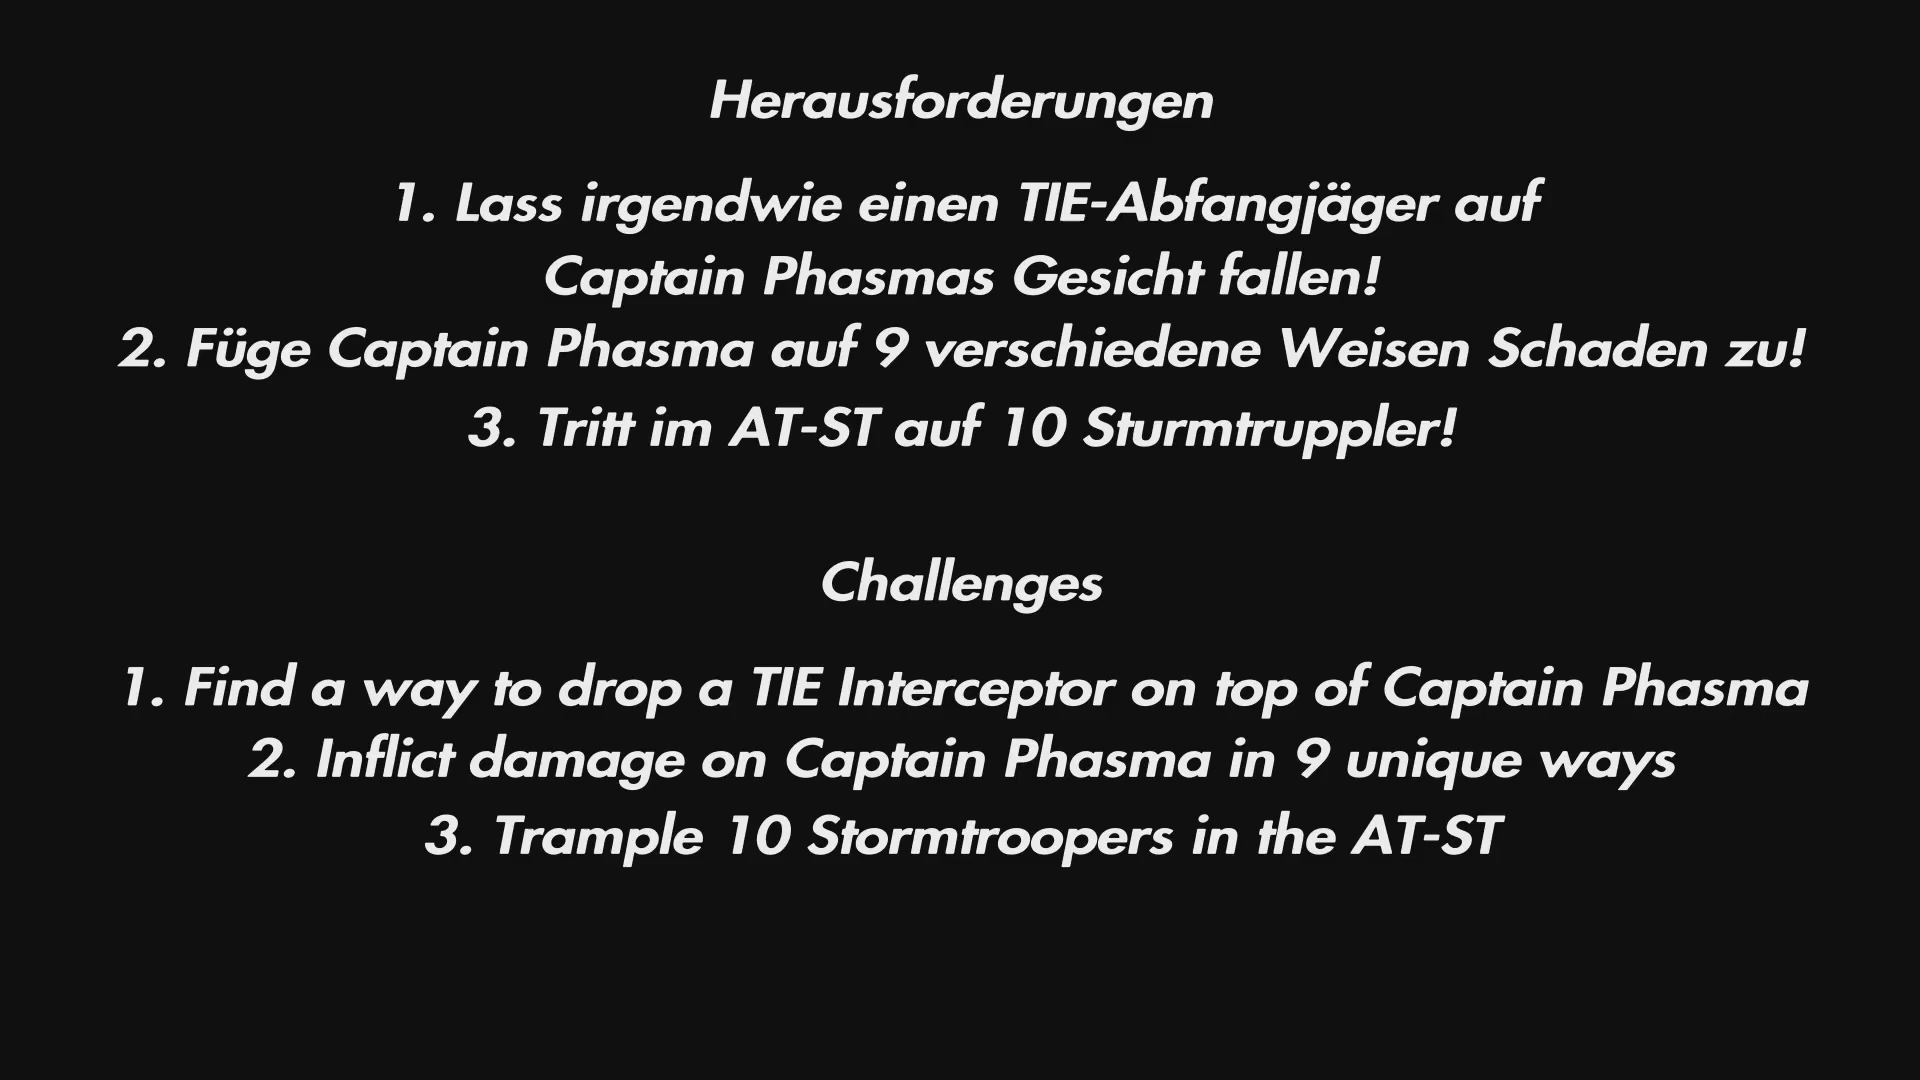 Herausforderungen
1. Lass irgendwie einen TIE-Abfangjäger auf
Captain Phasmas Gesicht fallen!
2. Füge Captain Phasma auf 9 verschiedene Weisen Schaden zu!
3. Tritt im AT-ST auf 10 Sturmtruppler!
Challenges
1. Find a way to drop a TIE Interceptor on top of Captain Phasma
2. Inflict damage on Captain Phasma in 9 unique ways
3. Trample 10 Stormtroopers in the AT-ST